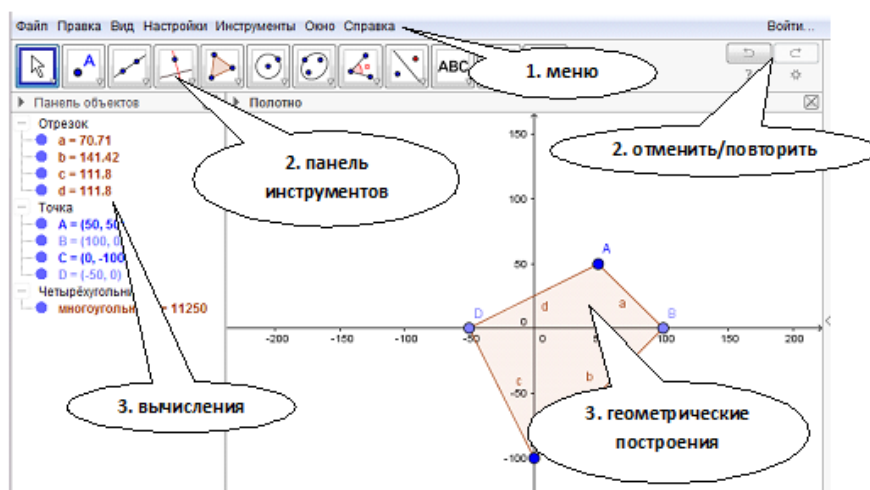 Файл Правка Вид Настройки Инструменты Окно Справка Войти...
A ABC
1. меню
?
Панель объектов Полотно
Отрезок
a = 70.71
b = 141.42
c = 111.8
d = 111.8
2. панель
инструментов
2. отменить/повторить
Точка
A = (50, 50
B = (100, 0
C = (0, -100
D = (-50, 0)
Четырёхугольни
многоугольн = 11250
150
100
50
0
-50
-100
A
B
D
a
b
c
d
-200 -150 -100 -50 0 5 100 150 200
3. вычисления
3. геометрические
построения